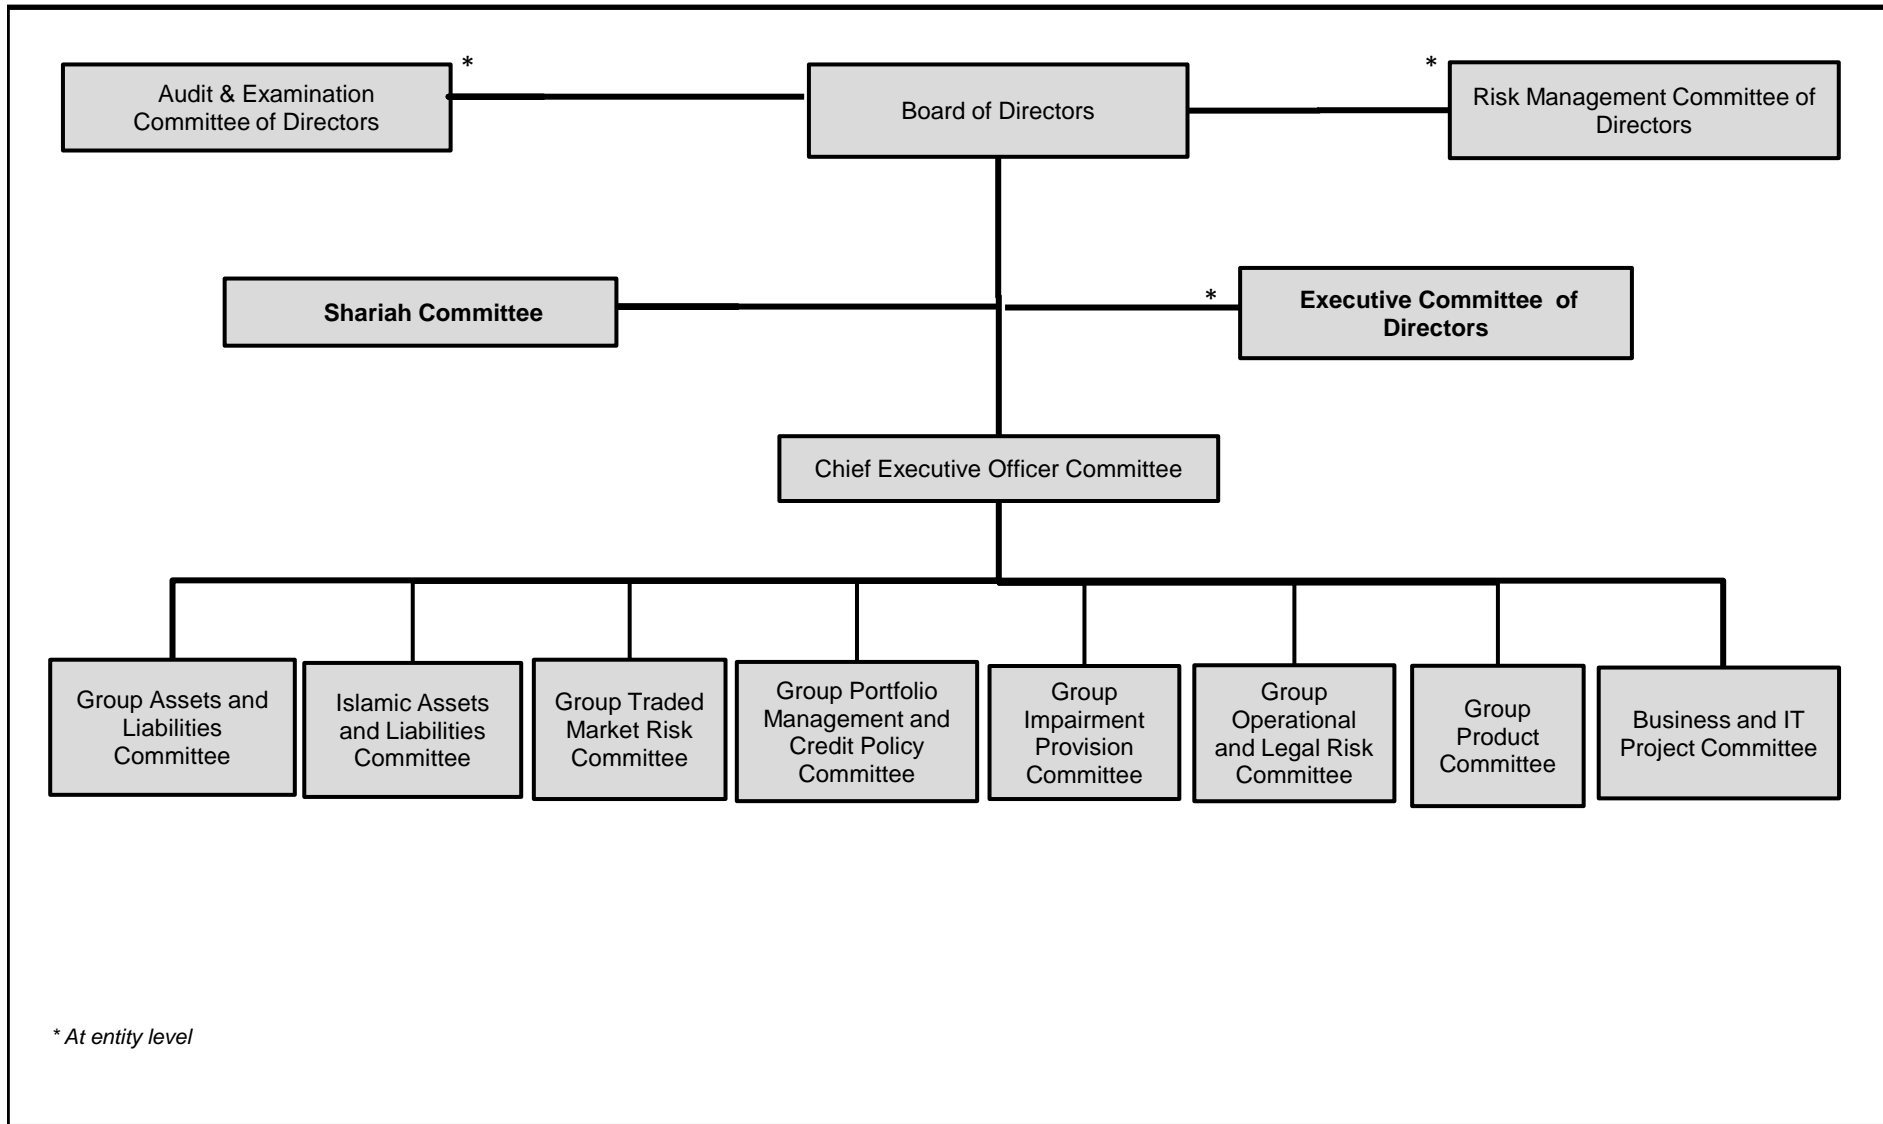 *
Audit & Examination
Committee of Directors
Board of Directors
*
Risk Management Committee of
Directors
Shariah Committee
*
Executive Committee of
Directors
Chief Executive Officer Committee
Group Assets and
Liabilities
Committee
Islamic Assets
and Liabilities
Committee
Group Traded
Market Risk
Committee
Group Portfolio
Management and
Credit Policy
Committee
Group
Impairment
Provision
Committee
Group
Operational
and Legal Risk
Committee
Group
Product
Committee
Business and IT
Project Committee
* At entity level